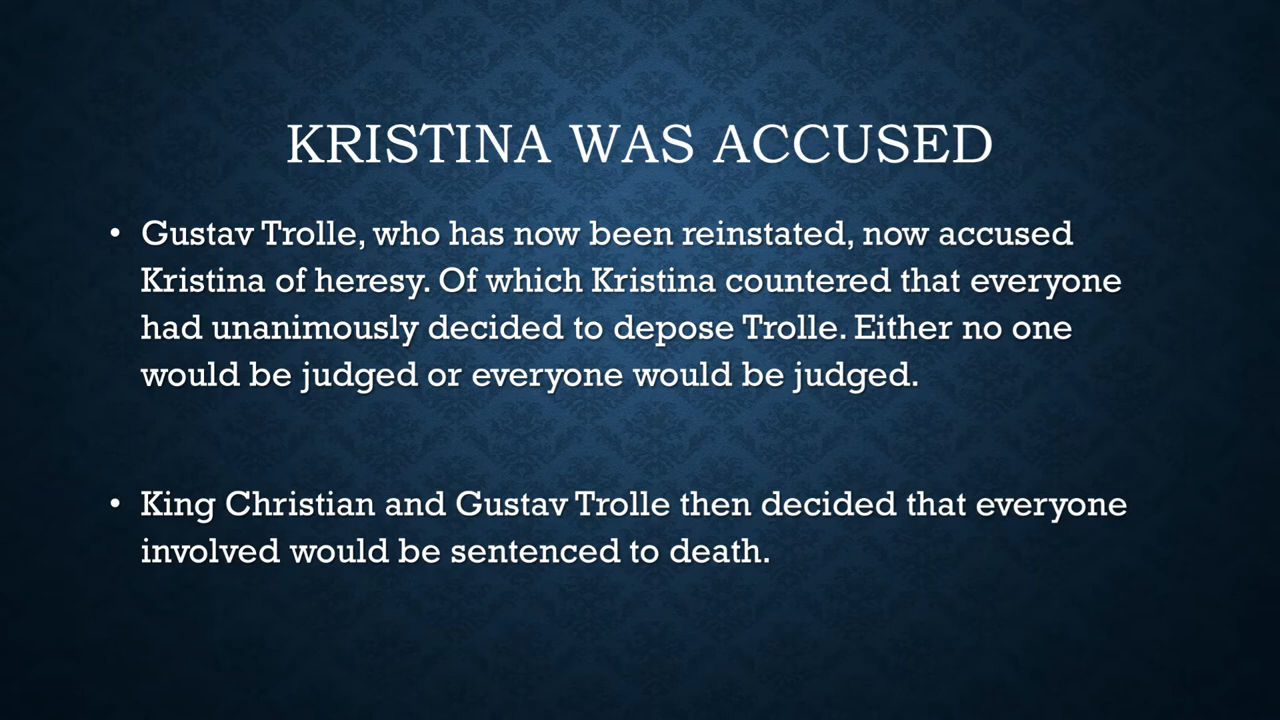 KRISTINA WAS ACCUSED
• Gustav Trolle, who has now been reinstated, now accused
Kristina of heresy. Of which Kristina countered that everyone
had unanimously decided to depose Trolle. Either no one
would be judged or everyone would be judged.
• King Christian and Gustav Trolle then decided that everyone
involved would be sentenced to death.